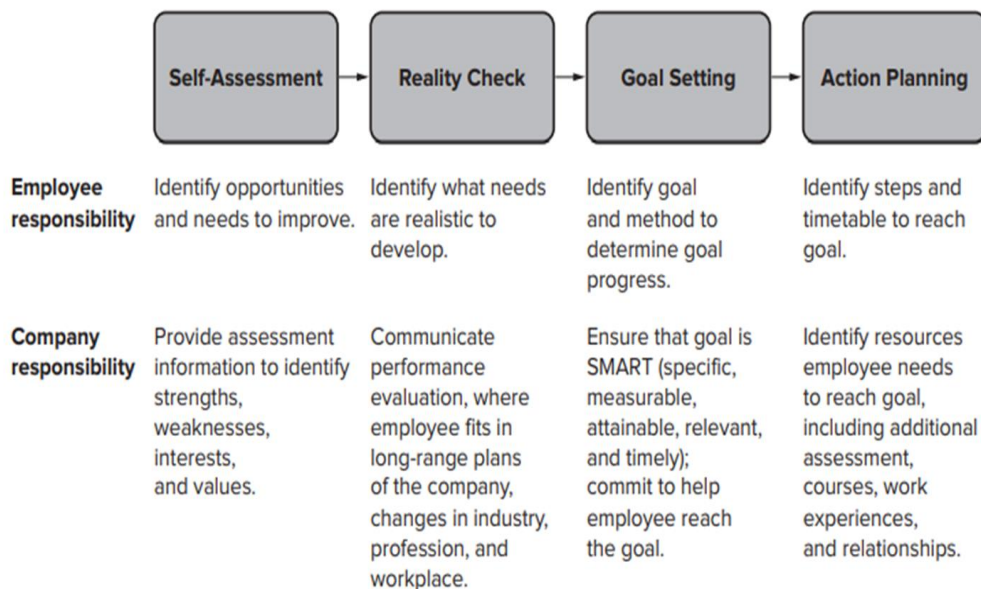 Self-Assessment
Reality Check
Goal Setting
Action Planning
Employee
responsibility
Identify opportunities
and needs to improve.
Identify what needs
are realistic to
develop.
Identify goal
and method to
determine goal
progress.
Identify steps and
timetable to reach
goal.
Company
responsibility
Provide assessment
information to identify
strengths,
weaknesses,
interests,
and values.
Communicate
performance
evaluation, where
employee fits in
long-range plans
of the company,
changes in industry,
profession, and
workplace.
Ensure that goal is
SMART (specific,
measurable,
attainable, relevant,
and timely);
commit to help
employee reach
the goal.
Identify resources
employee needs
to reach goal,
including additional
assessment,
courses, work
experiences,
and relationships.